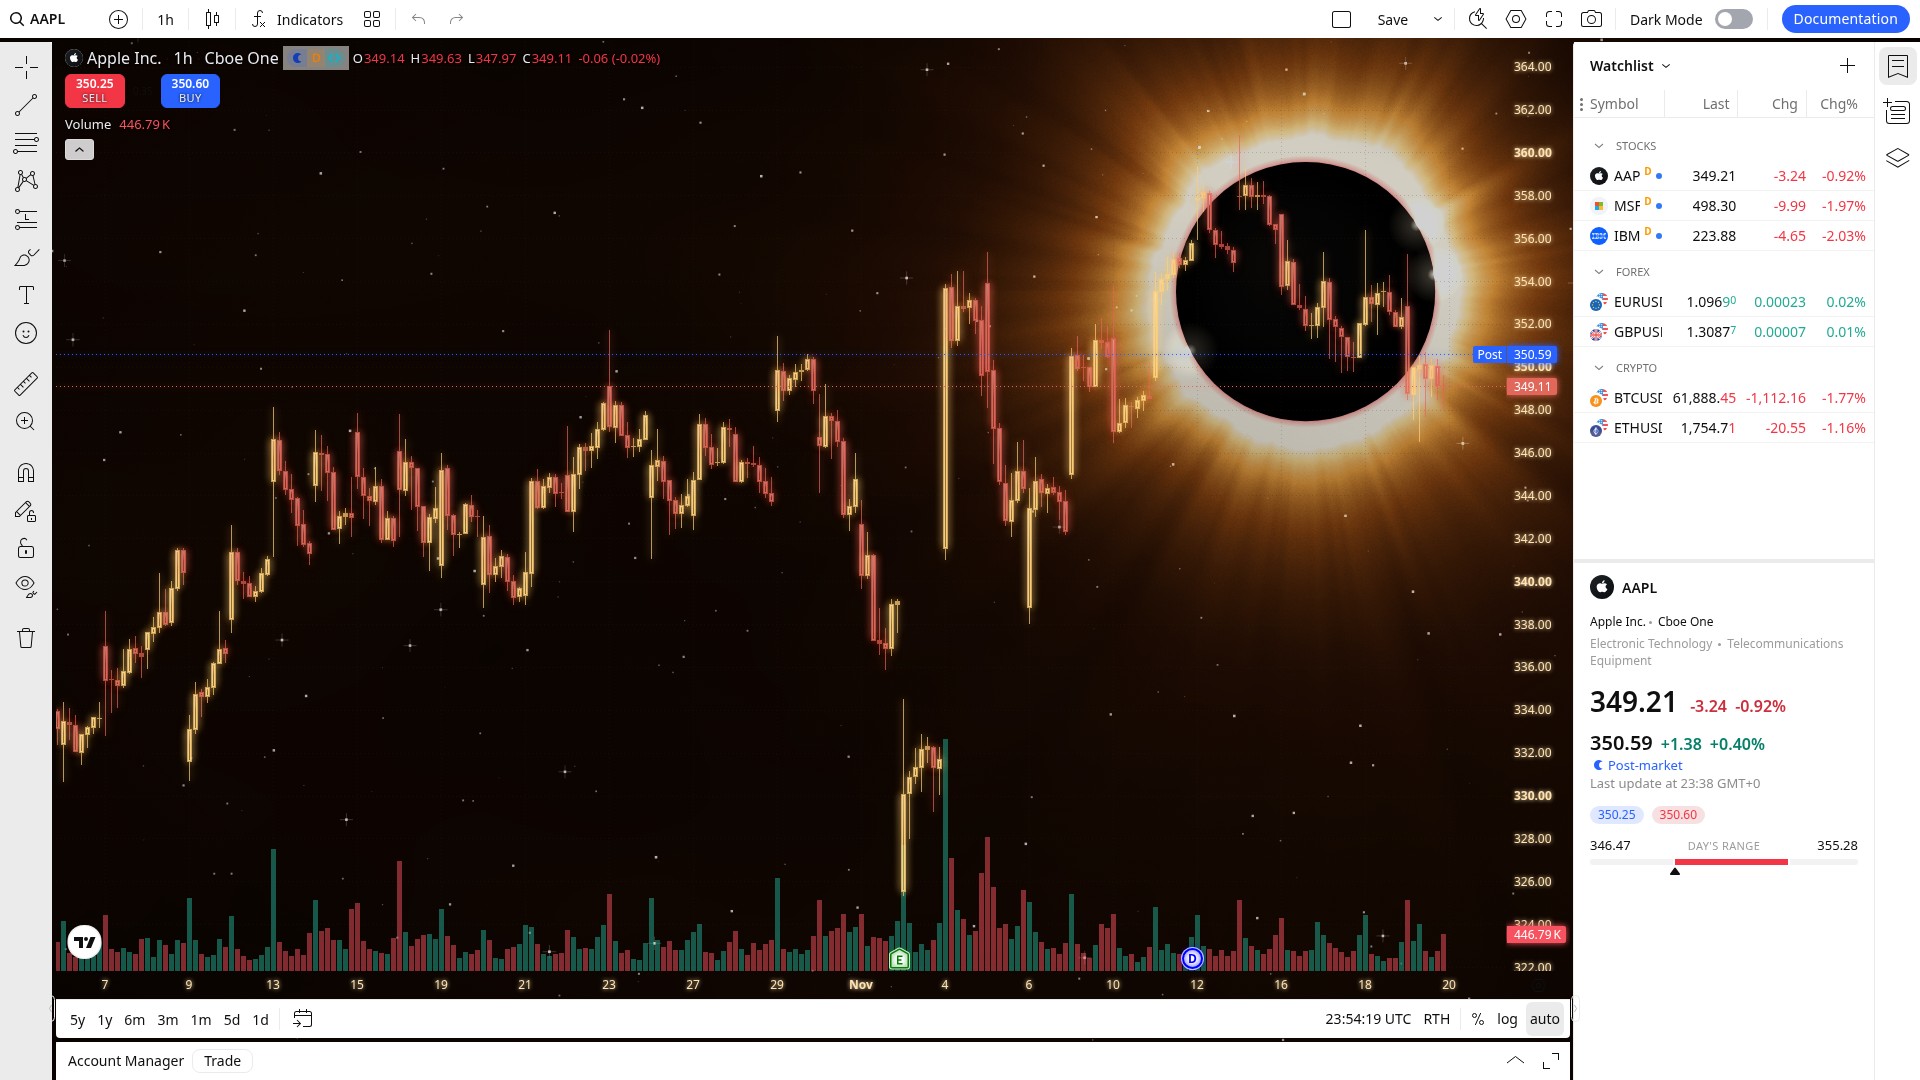 AAPL
1h
Indicators
Save
Dark Mode
Documentation
Apple Inc. 1h Cboe One D O349.14 H349.63 L347.97 C349.11 -0.06 (-0.02%)
350.25
SELL
350.60
BUY
Volume 446.79 K
364.00
362.00
360.00
358.00
356.00
354.00
352.00
Post 350.59
350.00
349.11
348.00
346.00
344.00
342.00
340.00
338.00
336.00
334.00
332.00
330.00
328.00
326.00
324.00
446.79 K
322.00
E
D
7 9 13 15 17 19 21 23 27 29 Nov 4 6 10 12 16 18 20
5y 1y 6m 3m 1m 5d 1d
23:54:19 UTC RTH % log auto
Account Manager Trade
Watchlist
Symbol Last Chg Chg%
STOCKS
AAP D 349.21 -3.24 -0.92%
MSF D 498.30 -9.99 -1.97%
IBM D 223.88 -4.65 -2.03%
FOREX
EURUSI 1.09690 0.00023 0.02%
GBPUSI 1.30877 0.00007 0.01%
CRYPTO
BTCUSI 61,888.45 -1,112.16 -1.77%
ETHUSI 1,754.71 -20.55 -1.16%
AAPL
Apple Inc. • Cboe One
Electronic Technology • Telecommunications
Equipment
349.21 -3.24 -0.92%
350.59 +1.38 +0.40%
Post-market
Last update at 23:38 GMT+0
350.25 350.60
346.47 DAY'S RANGE 355.28